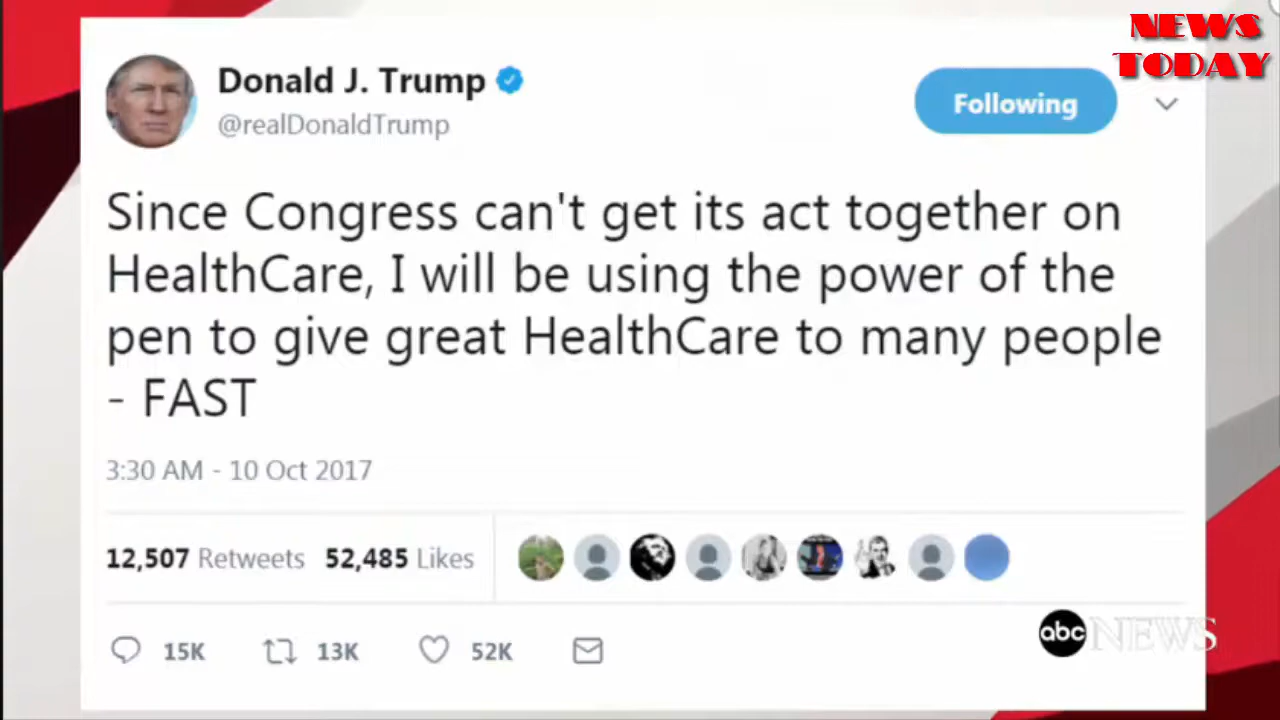 NEWS
TODAY
Donald J. Trump
@realDonaldTrump
Following
Since Congress can't get its act together on
HealthCare, I will be using the power of the
pen to give great HealthCare to many people
- FAST
3:30 AM - 10 Oct 2017
12,507 Retweets 52,485 Likes
15K 13K 52K
abc NEWS